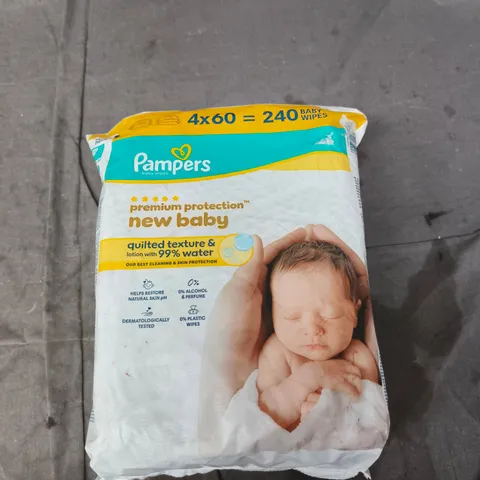 4x60 = 240 BABY WIPES
Pampers
premium protection™
new baby
quilted texture &
lotion with 99% water
OUR BEST CLEANING & SKIN PROTECTION
HELPS RESTORE
NATURAL SKIN pH
0%
0% ALCOHOL
& PERFUME
DERMATOLOGICALLY
TESTED
0% PLASTIC
WIPES